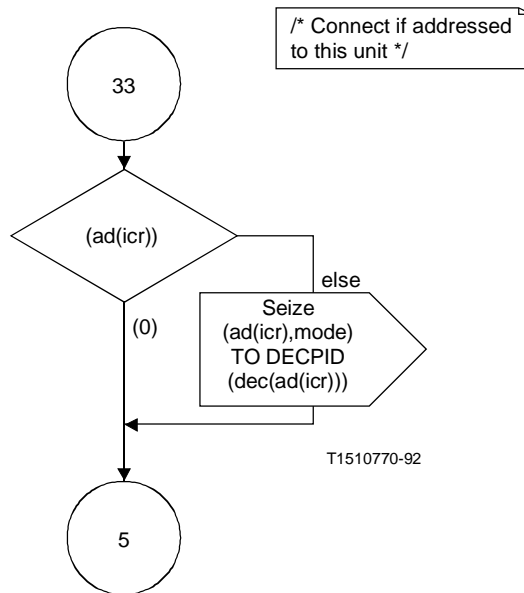 /* Connect if addressed
to this unit */
33
(ad(icr))
else
(0)
Seize
(ad(icr),mode)
TO DECPID
(dec(ad(icr)))
T1510770-92
5